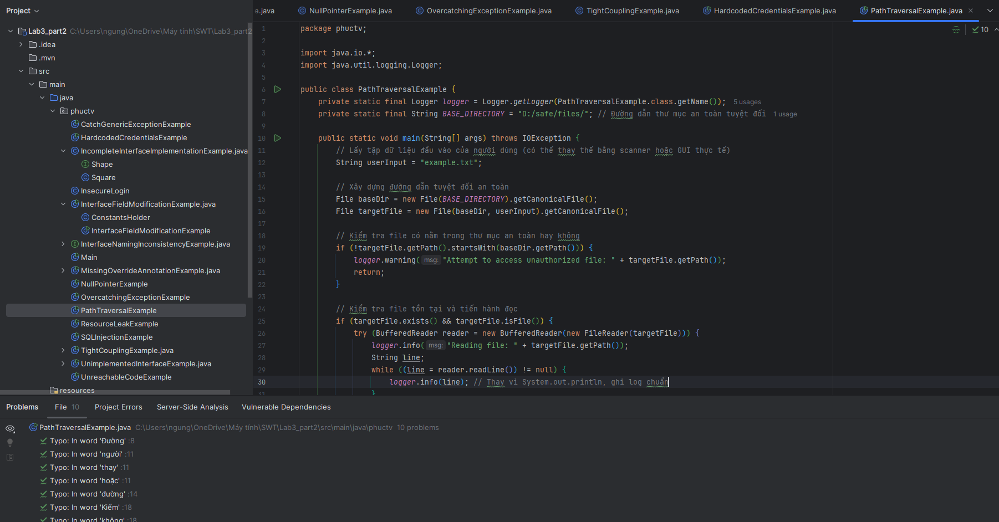 Project
e.java NullPointerExample.java OvercatchingExceptionExample.java TightCouplingExample.java HardcodedCredentialsExample.java PathTraversalExample.java
Lab3_part2 C:\Users\ngung\OneDrive\Máy tính\SWT\Lab3_part2
.idea
.mvn
src
main
java
phuctv
CatchGenericExceptionExample
HardcodedCredentialsExample
IncompleteInterfaceImplementationExample.java
Shape
Square
InsecureLogin
InterfaceFieldModificationExample.java
ConstantsHolder
InterfaceFieldModificationExample
InterfaceNamingInconsistencyExample.java
Main
MissingOverrideAnnotationExample.java
NullPointerExample
OvercatchingExceptionExample
PathTraversalExample
ResourceLeakExample
SQLInjectionExample
TightCouplingExample.java
UnimplementedInterfaceExample.java
UnreachableCodeExample
resources
10
1 package phuctv;
2
3 import java.io.*;
4 import java.util.logging.Logger;
5
6 public class PathTraversalExample {
7 private static final Logger logger = Logger.getLogger(PathTraversalExample.class.getName()); 5 usages
8 private static final String BASE_DIRECTORY = "D:/safe/files/"; // Đường dẫn thư mục an toàn tuyệt đối 1 usage
9
10 public static void main(String[] args) throws IOException {
11 // Lấy tập dữ liệu đầu vào của người dùng (có thể thay thế bằng scanner hoặc GUI thực tế)
12 String userInput = "example.txt";
13
14 // Xây dựng đường dẫn tuyệt đối an toàn
15 File baseDir = new File(BASE_DIRECTORY).getCanonicalFile();
16 File targetFile = new File(baseDir, userInput).getCanonicalFile();
17
18 // Kiểm tra file có nằm trong thư mục an toàn hay không
19 if (!targetFile.getPath().startsWith(baseDir.getPath())) {
20 logger.warning( msg: "Attempt to access unauthorized file: " + targetFile.getPath());
21 return;
22 }
23
24 // Kiểm tra file tồn tại và tiến hành đọc
25 if (targetFile.exists() && targetFile.isFile()) {
26 try (BufferedReader reader = new BufferedReader(new FileReader(targetFile))) {
27 logger.info( msg: "Reading file: " + targetFile.getPath());
28 String line;
29 while ((line = reader.readLine()) != null) {
30 logger.info(line); // Thay vì System.out.println, ghi log chuẩn
31 }
Problems File 10 Project Errors Server-Side Analysis Vulnerable Dependencies
PathTraversalExample.java C:\Users\ngung\OneDrive\Máy tính\SWT\Lab3_part2\src\main\java\phuctv 10 problems
Typo: In word 'Đường' :8
Typo: In word 'người' :11
Typo: In word 'thay' :11
Typo: In word 'hoặc' :11
Typo: In word 'đường' :14
Typo: In word 'Kiểm' :18
Typo: In word 'không' :18